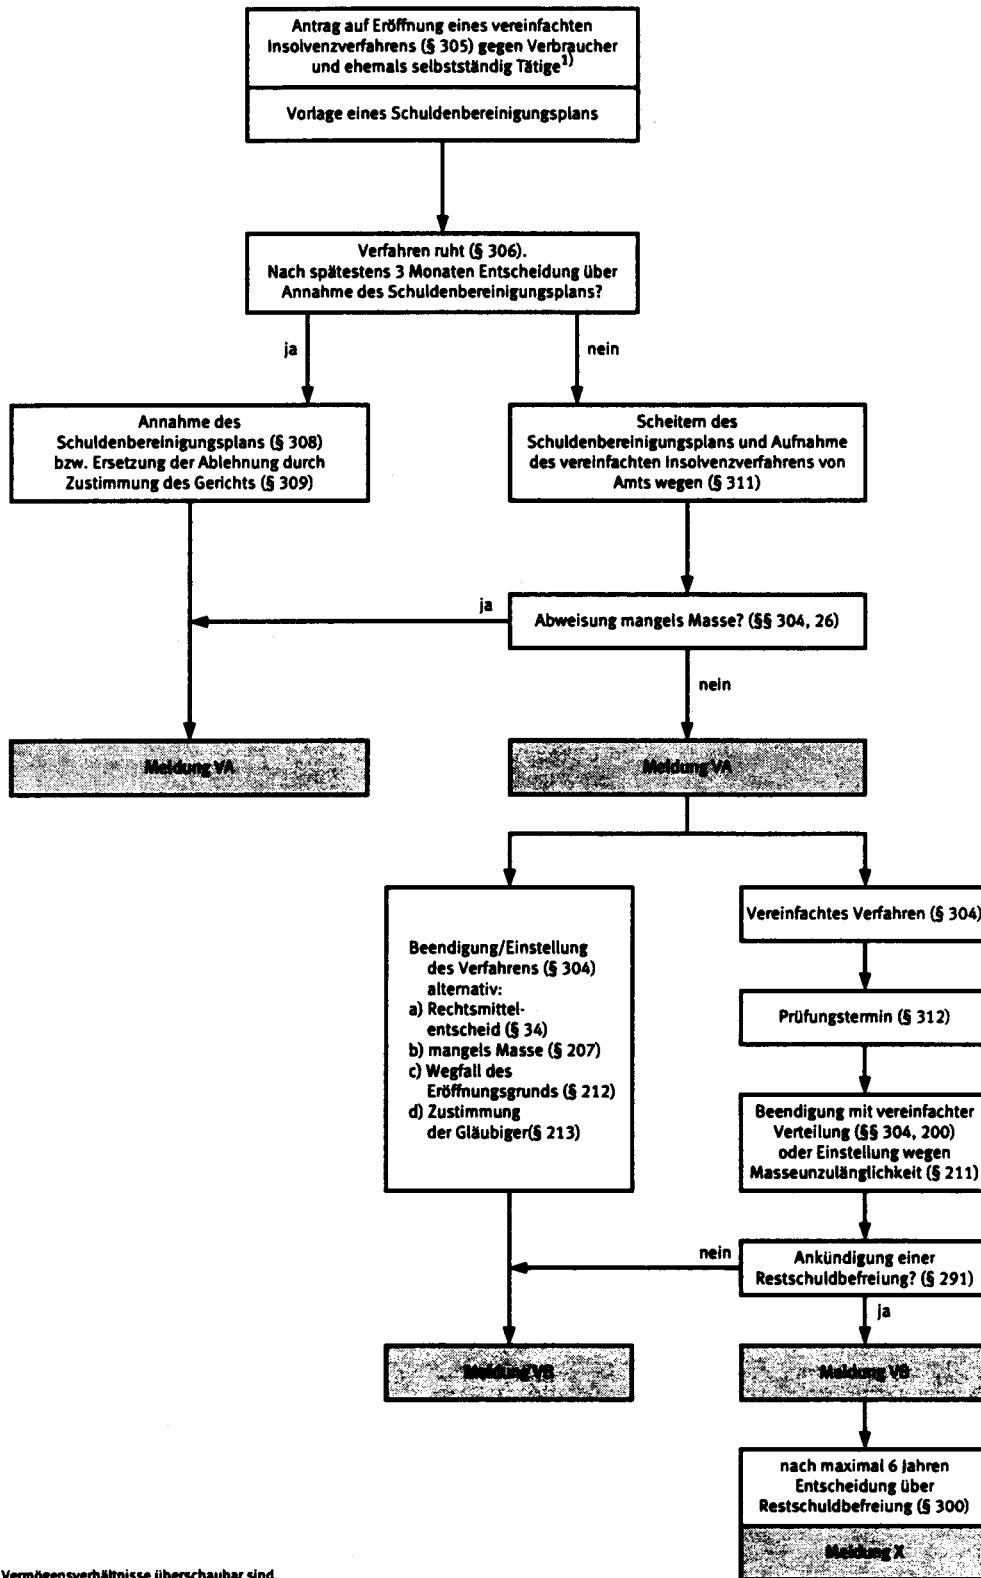 Antrag auf Eröffnung eines vereinfachten
Insolvenzverfahrens (§ 305) gegen Verbraucher
und ehemals selbstständig Tätige1)
Vorlage eines Schuldenbereinigungsplans
Verfahren ruht (§ 306).
Nach spätestens 3 Monaten Entscheidung über
Annahme des Schuldenbereinigungsplans?
ja
nein
Annahme des
Schuldenbereinigungsplans (§ 308)
bzw. Ersetzung der Ablehnung durch
Zustimmung des Gerichts (§ 309)
Scheitern des
Schuldenbereinigungsplans und Aufnahme
des vereinfachten Insolvenzverfahrens von
Amts wegen (§ 311)
ja
Abweisung mangels Masse? (§§ 304, 26)
nein
Meldung VA
Meldung VA
Beendigung/Einstellung
des Verfahrens (§ 304)
alternativ:
a) Rechtsmittel-
entscheid (§ 34)
b) mangels Masse (§ 207)
c) Wegfall des
Eröffnungsgrunds (§ 212)
d) Zustimmung
der Gläubiger(§ 213)
Vereinfachtes Verfahren (§ 304)
Prüfungstermin (§ 312)
Beendigung mit vereinfachter
Verteilung (§§ 304, 200)
oder Einstellung wegen
Masseunzulänglichkeit (§ 211)
nein
Ankündigung einer
Restschuldbefreiung? (§ 291)
ja
Meldung VB
Meldung VB
nach maximal 6 Jahren
Entscheidung über
Restschuldbefreiung (§ 300)
Meldung X
Vermögensverhältnisse überschaubar sind.